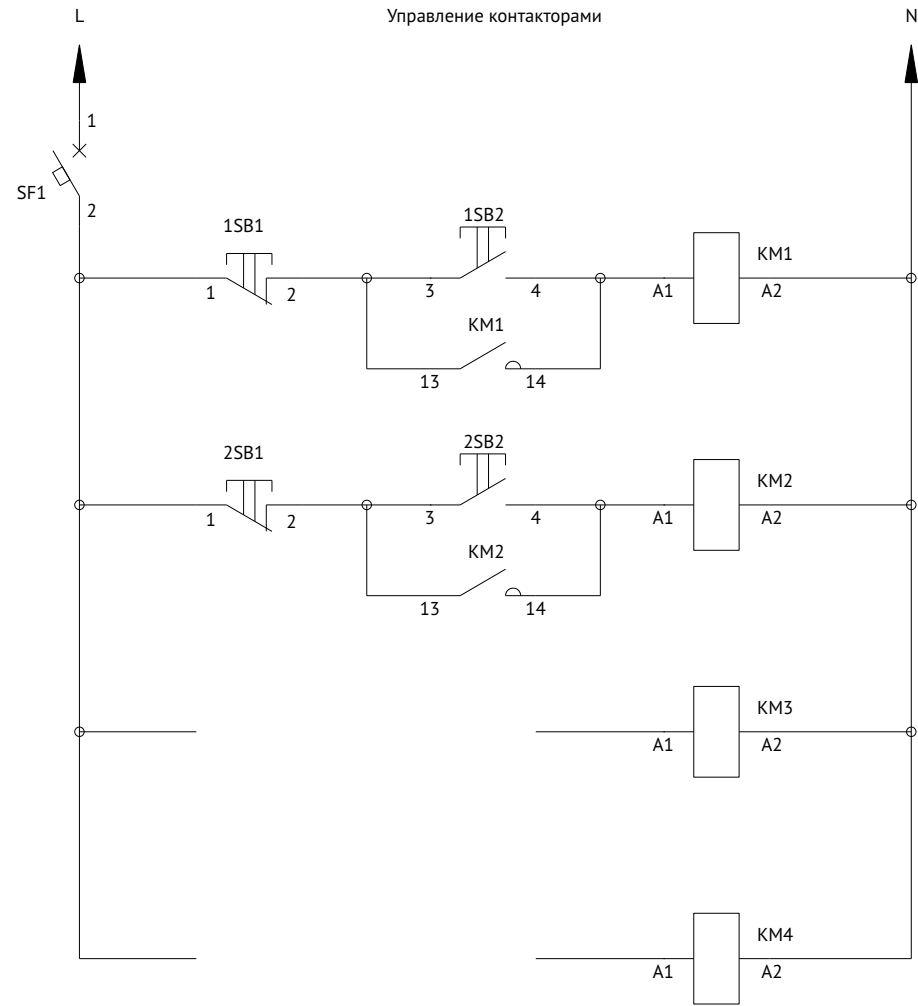 L Управление контакторами N
1
SF1
2
1SB1 1SB2
KM1
1 2 3 4 A1 A2
KM1
13 14
2SB1 2SB2
KM2
1 2 3 4 A1 A2
KM2
13 14
KM3
A1 A2
KM4
A1 A2